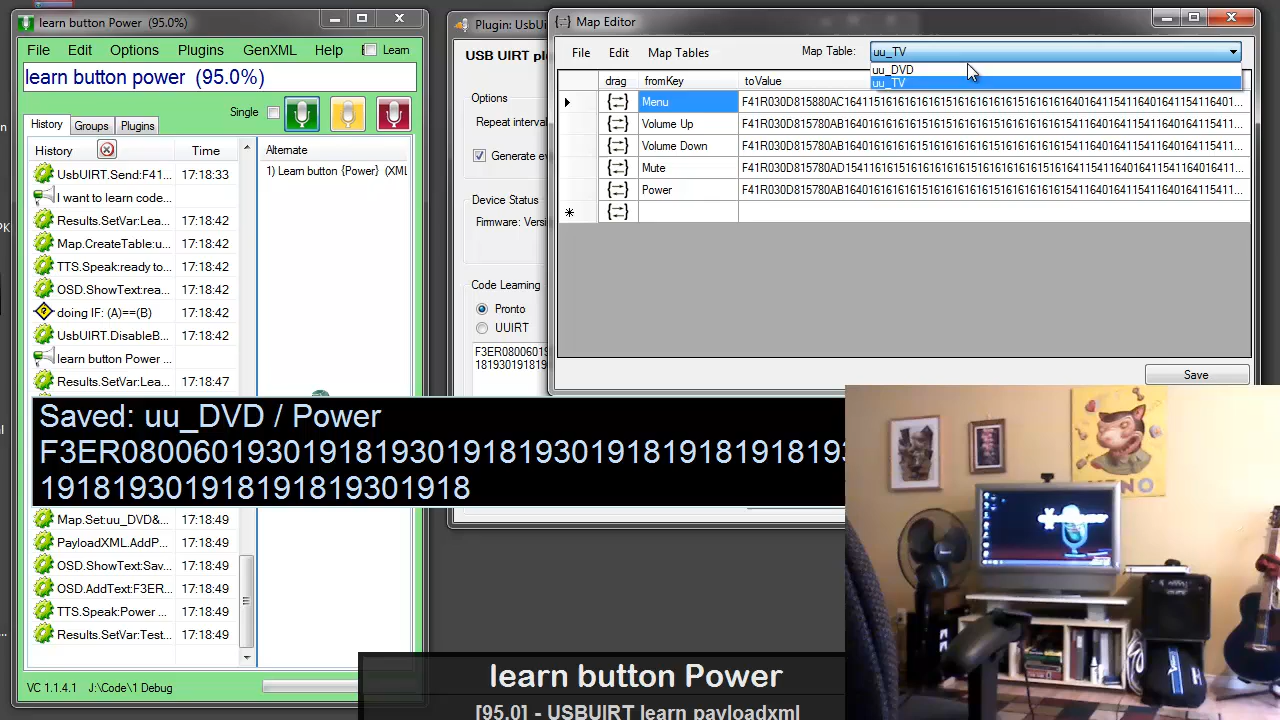 learn button Power (95.0%)
File Edit Options Plugins GenXML Help Learn
learn button power (95.0%)
Single
History Groups Plugins
History Time
UsbUIRT.Send:F41... 17:18:33
I want to learn code...
Results.SetVar:Lea... 17:18:42
Map.CreateTable:u... 17:18:42
TTS.Speak:ready to... 17:18:42
OSD.ShowText:rea... 17:18:42
doing IF: (A)==(B) 17:18:42
UsbUIRT.DisableB... 17:18:42
learn button Power ...
Results.SetVar:Lea... 17:18:47
Map.Set:uu_DVD&... 17:18:49
PayloadXML.AddP... 17:18:49
OSD.ShowText:Sav... 17:18:49
OSD.AddText:F3ER... 17:18:49
TTS.Speak:Power ... 17:18:49
Results.SetVar:Test... 17:18:49
VC 1.1.4.1 J:\Code\1 Debug
Alternate
1) Learn button {Power} (XML
Plugin: UsbUIRT
USB UIRT pl
Options
Repeat interval
Generate ev
Device Status
Firmware: Versi
Code Learning
Pronto
UUIRT
F3ER0800601
181930191819
Map Editor
File Edit Map Tables Map Table: uu_TV
uu_DVD
uu_TV
drag fromKey toValue
Menu
Volume Up
Volume Down
Mute
Power
Save
Saved: uu_DVD / Power
191819301918191819301918
learn button Power
[95.0] - USBUIRT learn payloadxml